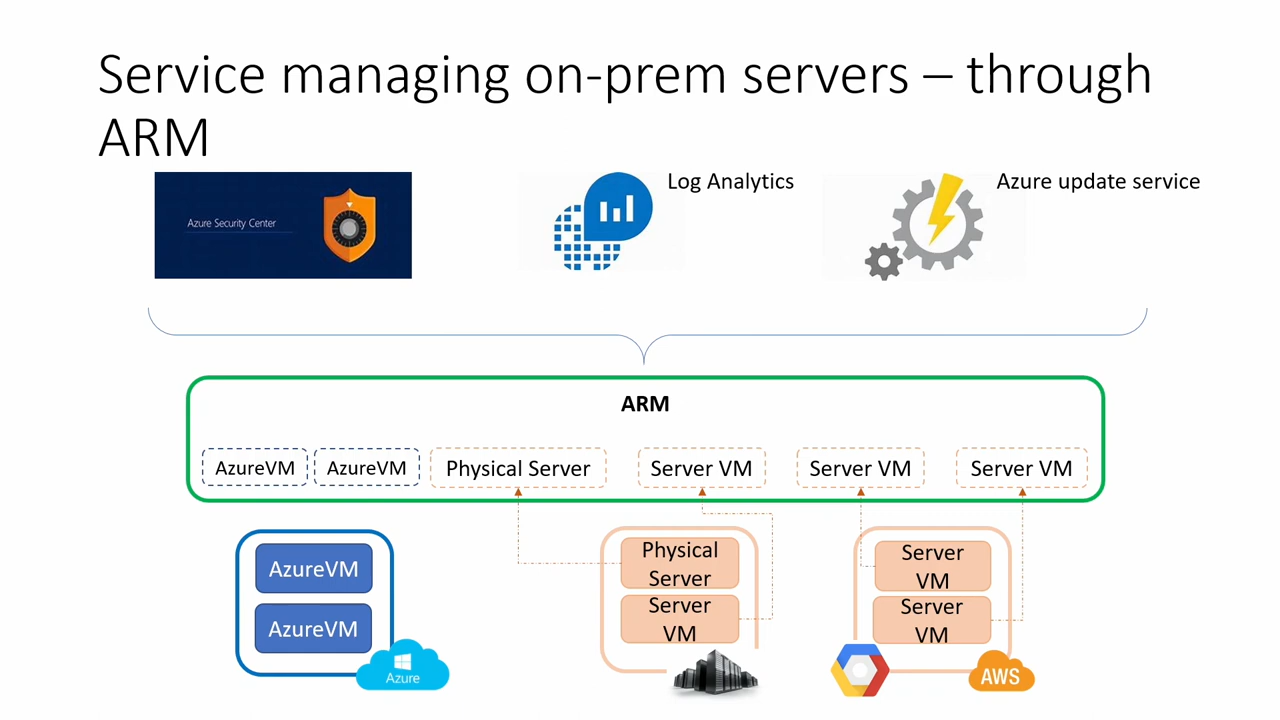 Service managing on-prem servers – through
ARM
Azure Security Center
Log Analytics
Azure update service
ARM
AzureVM
AzureVM
Physical Server
Server VM
Server VM
Server VM
AzureVM
AzureVM
Azure
Physical
Server
Server
VM
Server
VM
Server
VM
AWS